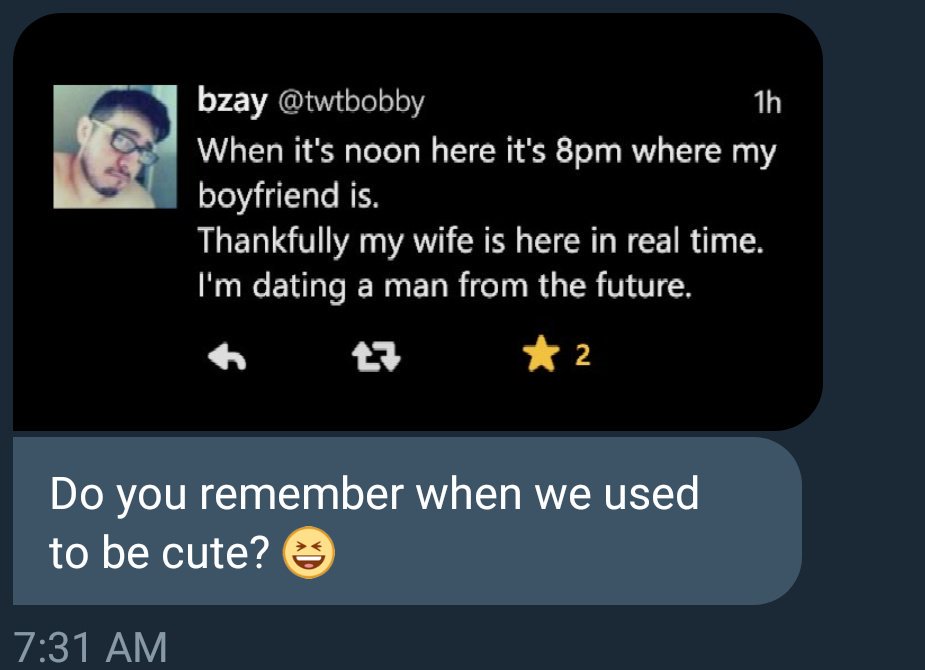 bzay @twtbobby 1h
When it's noon here it's 8pm where my
boyfriend is.
Thankfully my wife is here in real time.
I'm dating a man from the future.
2
Do you remember when we used
to be cute? 😆
7:31 AM